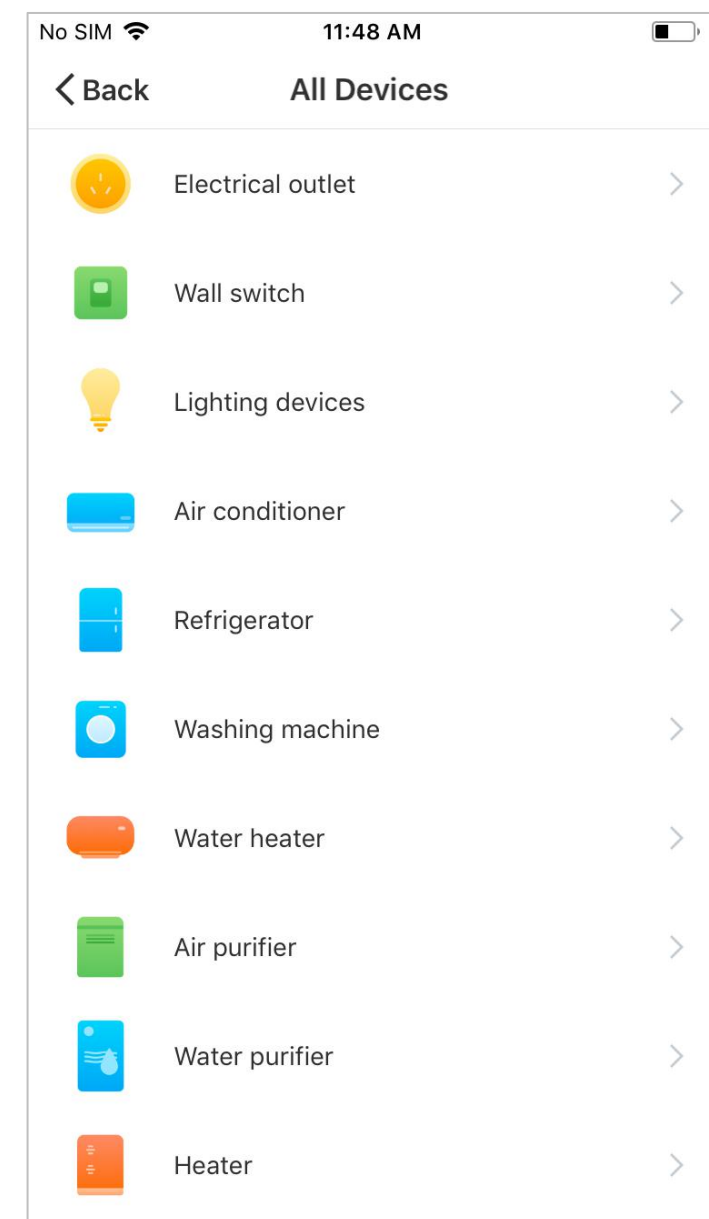 No SIM 11:48 AM
Back All Devices
Electrical outlet
Wall switch
Lighting devices
Air conditioner
Refrigerator
Washing machine
Water heater
Air purifier
Water purifier
Heater